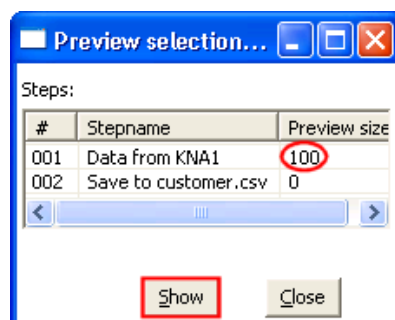 Preview selection...
Steps:
# Stepname Preview size
001 Data from KNA1 100
002 Save to customer.csv 0
Show Close